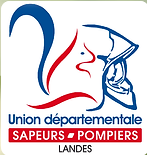 Union départementale
SAPEURS - POMPIERS
LANDES